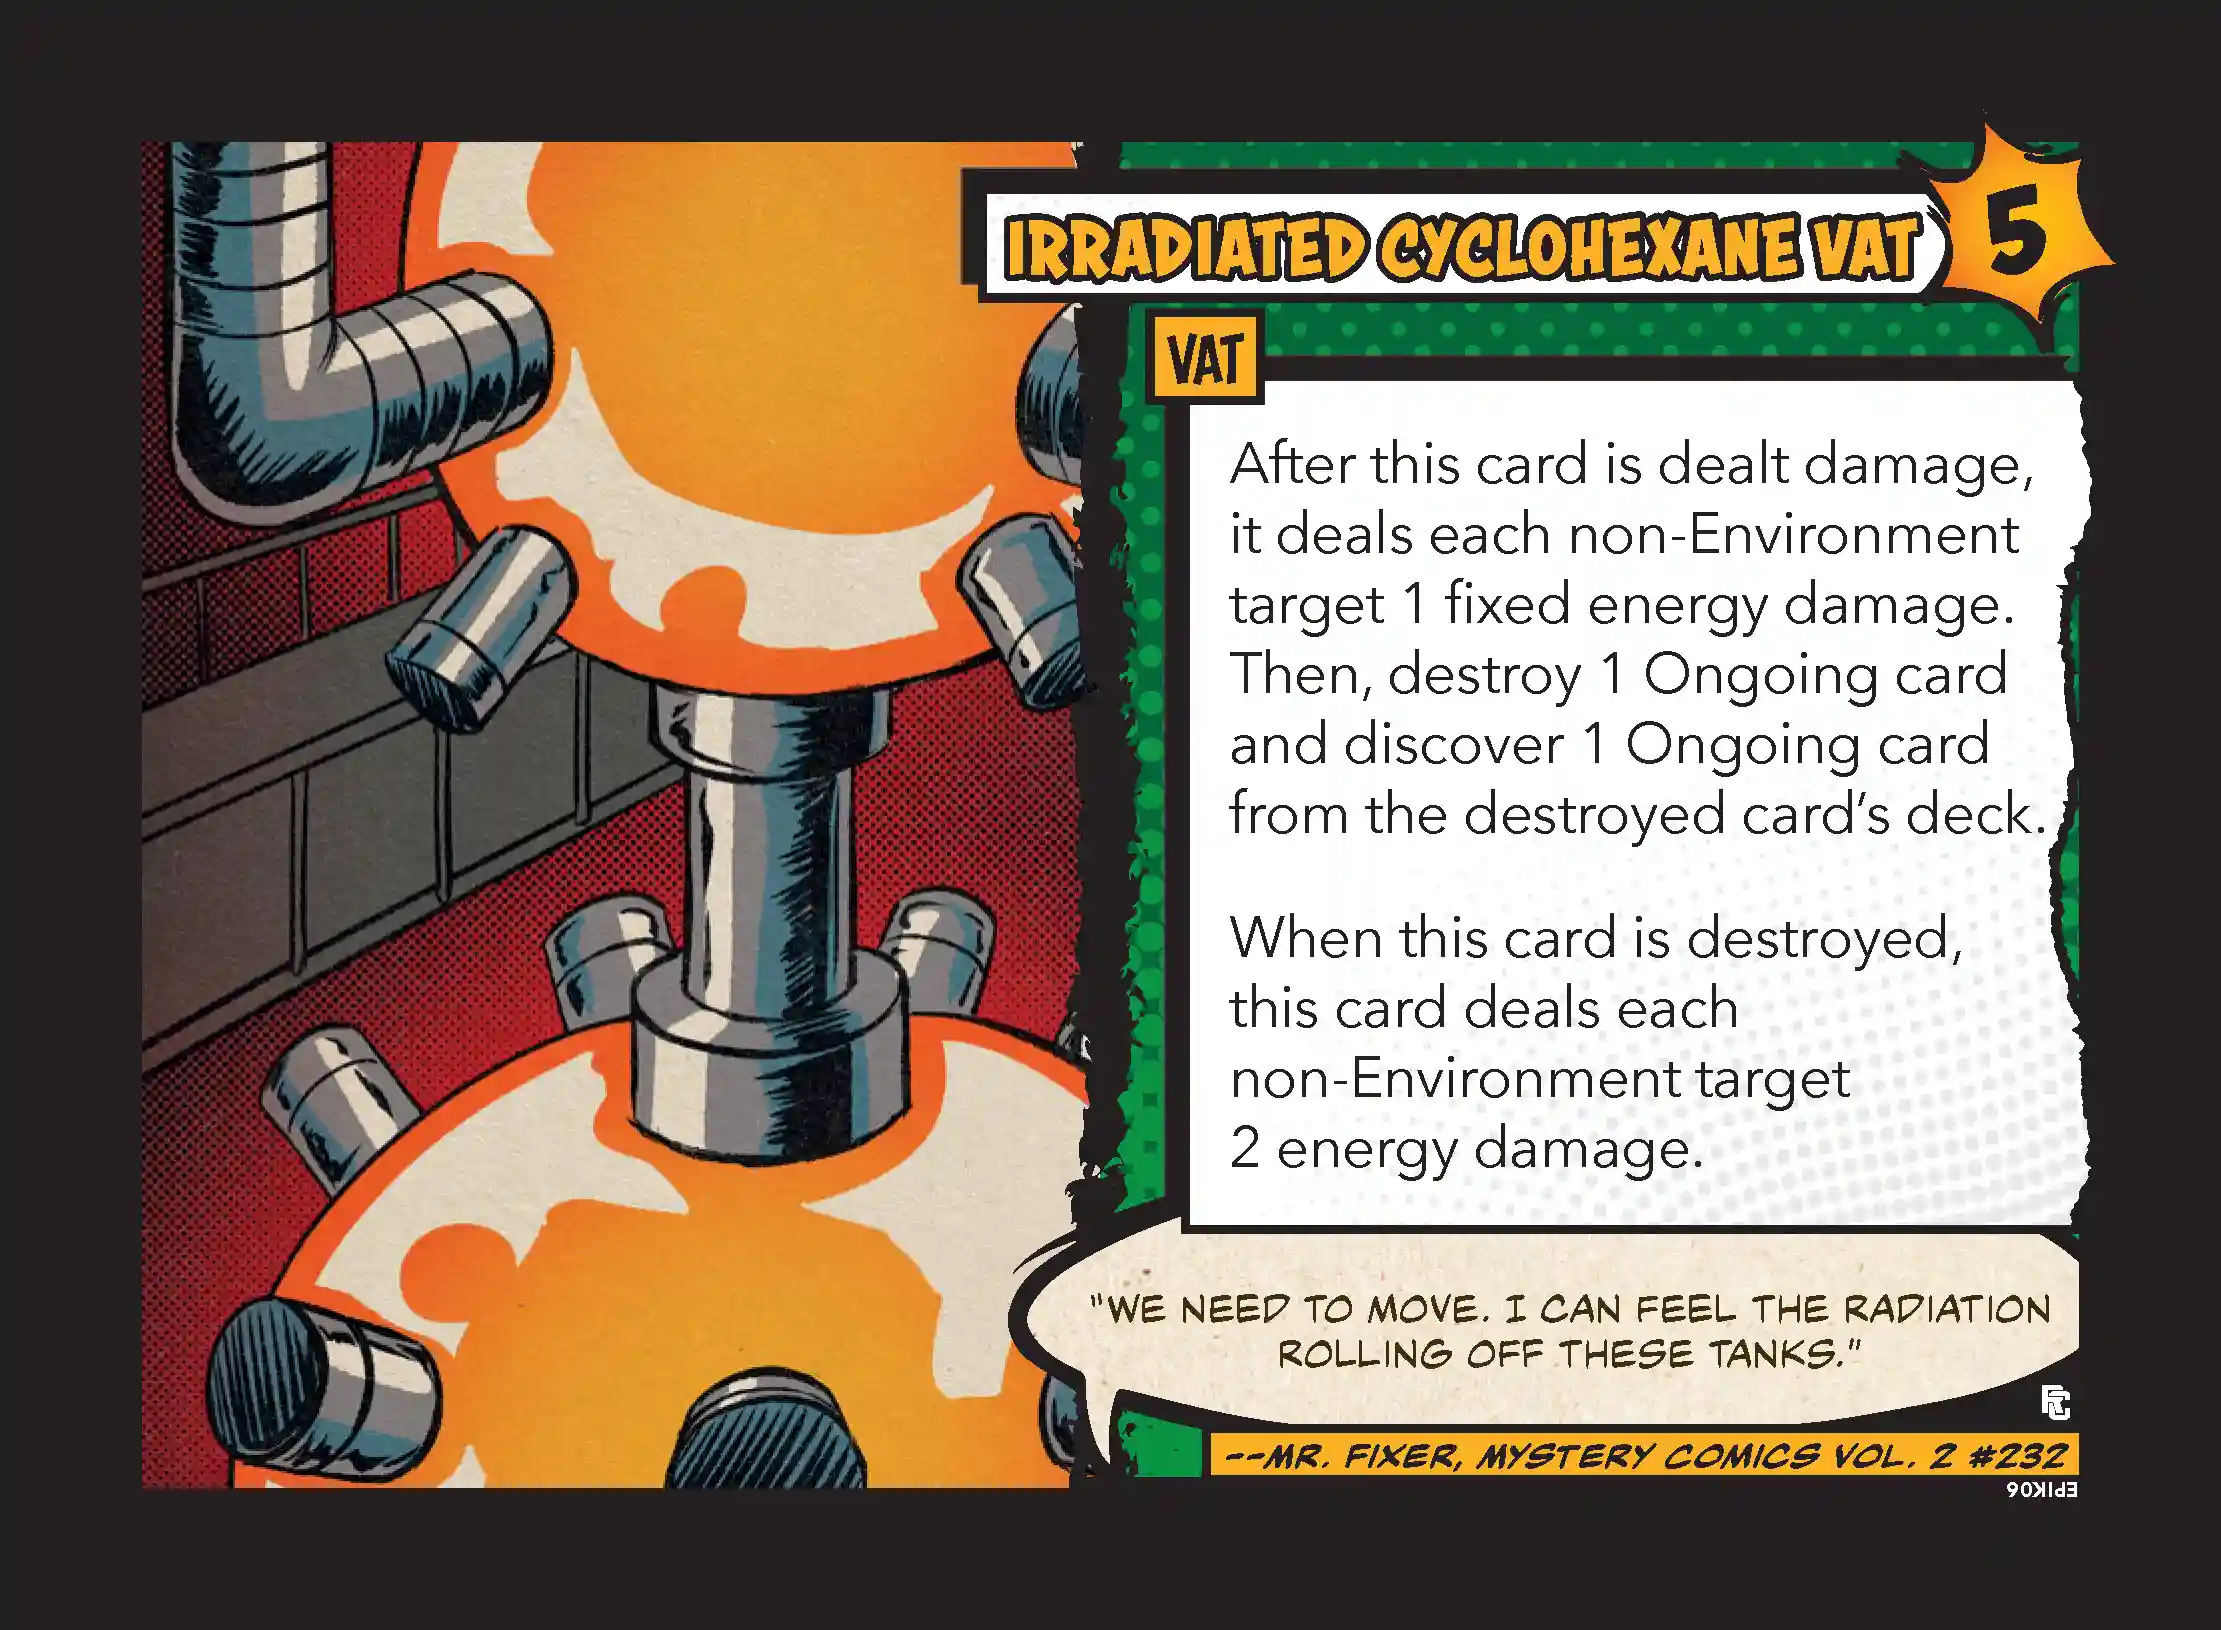 IRRADIATED CYCLOHEXANE VAT
5
VAT
After this card is dealt damage,
it deals each non-Environment
target 1 fixed energy damage.
Then, destroy 1 Ongoing card
and discover 1 Ongoing card
from the destroyed card's deck.
When this card is destroyed,
this card deals each
non-Environment target
2 energy damage.
"WE NEED TO MOVE. I CAN FEEL THE RADIATION
ROLLING OFF THESE TANKS."
--MR. FIXER, MYSTERY COMICS VOL. 2 #232
EPIK06